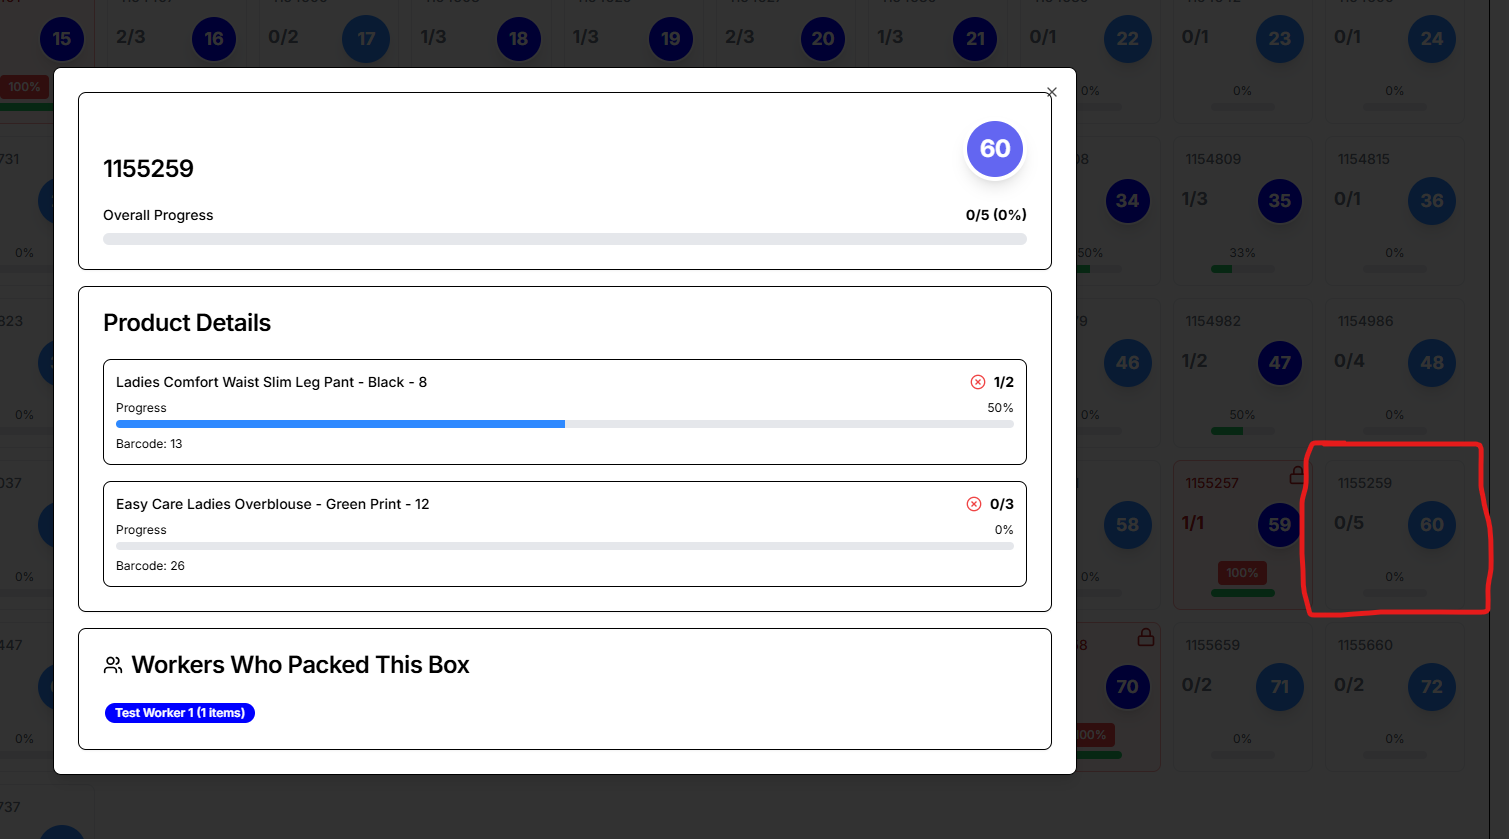 15 2/3 16 0/2 17 1/3 18 1/3 19 2/3 20 1/3 21 0/1 22 0/1 23 0/1 24
100% 0% 0% 0%
×
1155259 60
Overall Progress 0/5 (0%)
Product Details
Ladies Comfort Waist Slim Leg Pant - Black - 8 1/2
Progress 50%
Barcode: 13
Easy Care Ladies Overblouse - Green Print - 12 0/3
Progress 0%
Barcode: 26
Workers Who Packed This Box
Test Worker 1 (1 items)
731 08 1154809 1154815
34 1/3 35 0/1 36
0% 50% 33% 0%
823 79 1154982 1154986
46 1/2 47 0/4 48
0% 0% 50% 0%
037 1155257 1155259
58 1/1 59 0/5 60
0% 0% 100% 0%
447 58 1155659 1155660
70 0/2 71 0/2 72
0% 100% 0% 0%
737